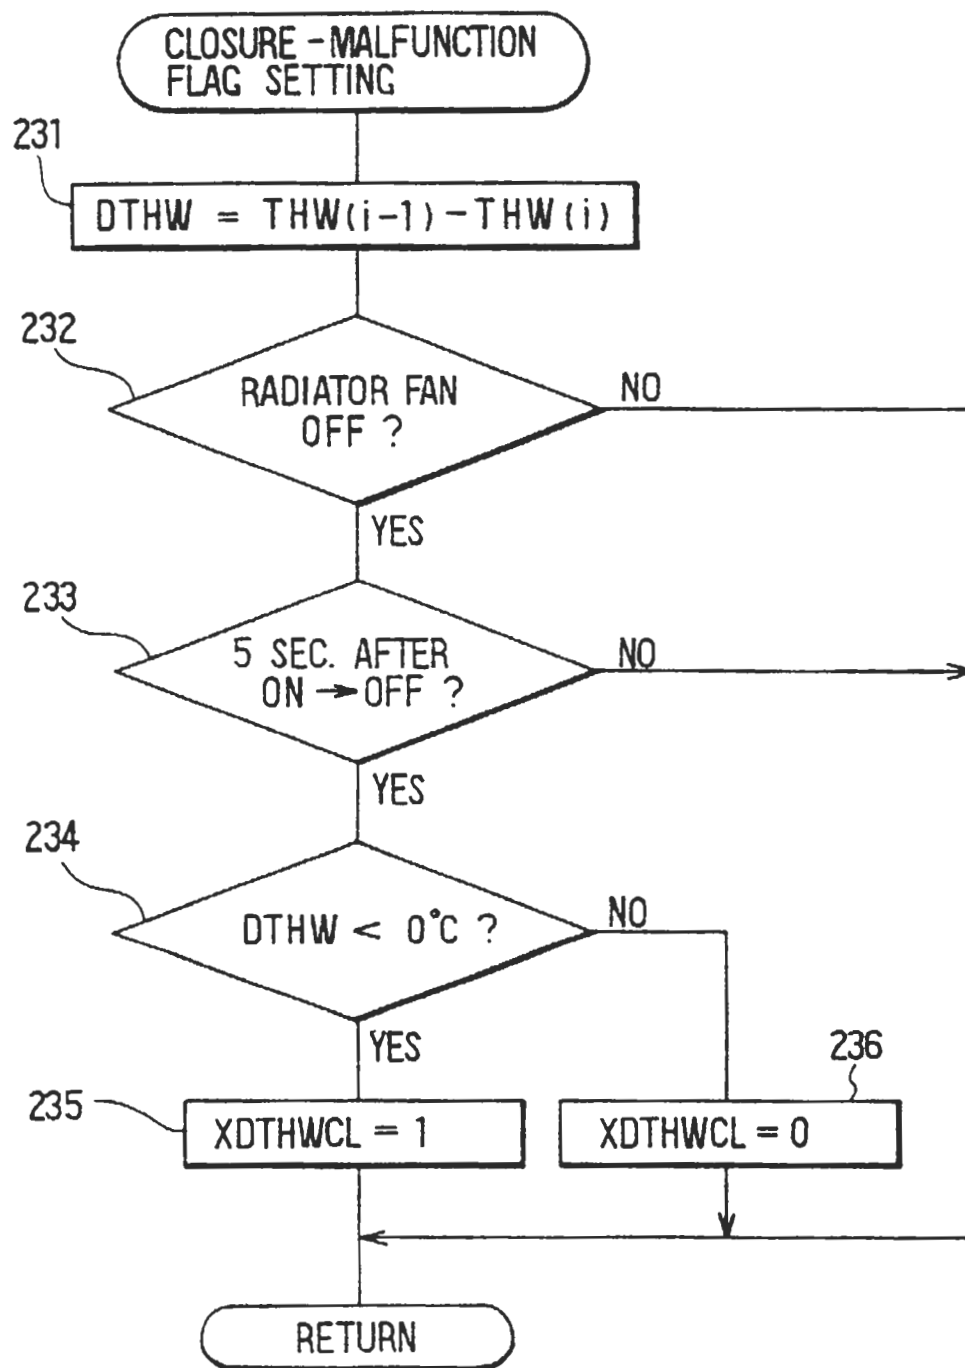 CLOSURE-MALFUNCTION
FLAG SETTING
231
DTHW = THW(i-1)-THW(i)
232
RADIATOR FAN
OFF ?
NO
YES
233
5 SEC. AFTER
ON→OFF ?
NO
YES
234
DTHW < 0°C ?
NO
YES
235
XDTHWCL = 1
236
XDTHWCL = 0
RETURN